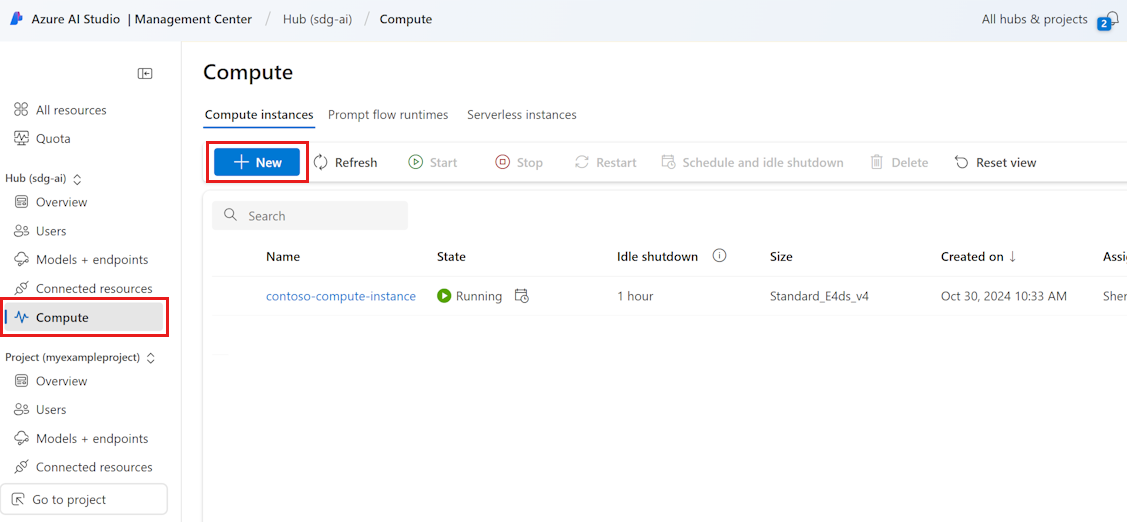 Azure AI Studio | Management Center / Hub (sdg-ai) / Compute
All hubs & projects
2
All resources
Quota
Hub (sdg-ai)
Overview
Users
Models + endpoints
Connected resources
Compute
Project (myexampleproject)
Overview
Users
Models + endpoints
Connected resources
Go to project
Compute
Compute instances Prompt flow runtimes Serverless instances
New Refresh Start Stop Restart Schedule and idle shutdown Delete Reset view
Search
Name State Idle shutdown Size Created on Assi
contoso-compute-instance Running 1 hour Standard_E4ds_v4 Oct 30, 2024 10:33 AM Sher